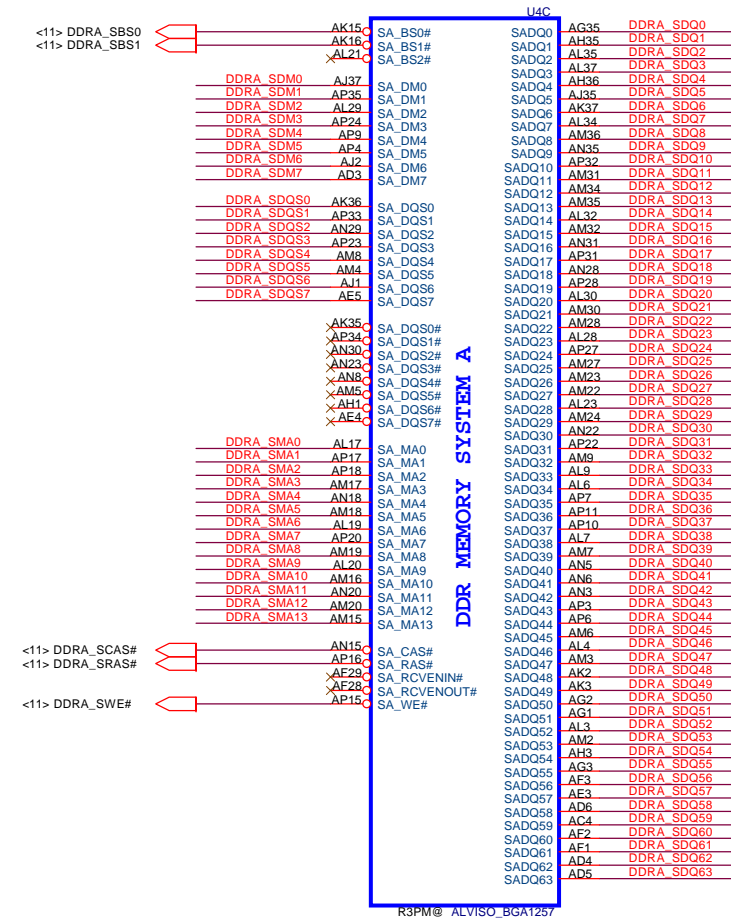 U4C
<11> DDRA_SBS0 AK15 SA_BS0#
<11> DDRA_SBS1 AK16 SA_BS1#
AL21 SA_BS2#
DDRA_SDM0 AJ37 SA_DM0
DDRA_SDM1 AP35 SA_DM1
DDRA_SDM2 AL29 SA_DM2
DDRA_SDM3 AP24 SA_DM3
DDRA_SDM4 AP9 SA_DM4
DDRA_SDM5 AP4 SA_DM5
DDRA_SDM6 AJ2 SA_DM6
DDRA_SDM7 AD3 SA_DM7
DDRA_SDQS0 AK36 SA_DQS0
DDRA_SDQS1 AP33 SA_DQS1
DDRA_SDQS2 AN29 SA_DQS2
DDRA_SDQS3 AP23 SA_DQS3
DDRA_SDQS4 AM8 SA_DQS4
DDRA_SDQS5 AM4 SA_DQS5
DDRA_SDQS6 AJ1 SA_DQS6
DDRA_SDQS7 AE5 SA_DQS7
AK35 SA_DQS0#
AP34 SA_DQS1#
AN30 SA_DQS2#
AN23 SA_DQS3#
AN8 SA_DQS4#
AM5 SA_DQS5#
AH1 SA_DQS6#
AE4 SA_DQS7#
DDRA_SMA0 AL17 SA_MA0
DDRA_SMA1 AP17 SA_MA1
DDRA_SMA2 AP18 SA_MA2
DDRA_SMA3 AM17 SA_MA3
DDRA_SMA4 AN18 SA_MA4
DDRA_SMA5 AM18 SA_MA5
DDRA_SMA6 AL19 SA_MA6
DDRA_SMA7 AP20 SA_MA7
DDRA_SMA8 AM19 SA_MA8
DDRA_SMA9 AL20 SA_MA9
DDRA_SMA10 AM16 SA_MA10
DDRA_SMA11 AN20 SA_MA11
DDRA_SMA12 AM20 SA_MA12
DDRA_SMA13 AM15 SA_MA13
<11> DDRA_SCAS# AN15 SA_CAS#
<11> DDRA_SRAS# AP16 SA_RAS#
AF29 SA_RCVENIN#
AF28 SA_RCVENOUT#
<11> DDRA_SWE# AP15 SA_WE#
DDR MEMORY SYSTEM A
SADQ0 AG35 DDRA_SDQ0
SADQ1 AH35 DDRA_SDQ1
SADQ2 AL35 DDRA_SDQ2
SADQ3 AL37 DDRA_SDQ3
SADQ4 AH36 DDRA_SDQ4
SADQ5 AJ35 DDRA_SDQ5
SADQ6 AK37 DDRA_SDQ6
SADQ7 AL34 DDRA_SDQ7
SADQ8 AM36 DDRA_SDQ8
SADQ9 AN35 DDRA_SDQ9
SADQ10 AP32 DDRA_SDQ10
SADQ11 AM31 DDRA_SDQ11
SADQ12 AM34 DDRA_SDQ12
SADQ13 AM35 DDRA_SDQ13
SADQ14 AL32 DDRA_SDQ14
SADQ15 AM32 DDRA_SDQ15
SADQ16 AN31 DDRA_SDQ16
SADQ17 AP31 DDRA_SDQ17
SADQ18 AN28 DDRA_SDQ18
SADQ19 AP28 DDRA_SDQ19
SADQ20 AL30 DDRA_SDQ20
SADQ21 AM30 DDRA_SDQ21
SADQ22 AM28 DDRA_SDQ22
SADQ23 AL28 DDRA_SDQ23
SADQ24 AP27 DDRA_SDQ24
SADQ25 AM27 DDRA_SDQ25
SADQ26 AM23 DDRA_SDQ26
SADQ27 AM22 DDRA_SDQ27
SADQ28 AL23 DDRA_SDQ28
SADQ29 AM24 DDRA_SDQ29
SADQ30 AN22 DDRA_SDQ30
SADQ31 AP22 DDRA_SDQ31
SADQ32 AM9 DDRA_SDQ32
SADQ33 AL9 DDRA_SDQ33
SADQ34 AL6 DDRA_SDQ34
SADQ35 AP7 DDRA_SDQ35
SADQ36 AP11 DDRA_SDQ36
SADQ37 AP10 DDRA_SDQ37
SADQ38 AL7 DDRA_SDQ38
SADQ39 AM7 DDRA_SDQ39
SADQ40 AN5 DDRA_SDQ40
SADQ41 AN6 DDRA_SDQ41
SADQ42 AN3 DDRA_SDQ42
SADQ43 AP3 DDRA_SDQ43
SADQ44 AP6 DDRA_SDQ44
SADQ45 AM6 DDRA_SDQ45
SADQ46 AL4 DDRA_SDQ46
SADQ47 AM3 DDRA_SDQ47
SADQ48 AK2 DDRA_SDQ48
SADQ49 AK3 DDRA_SDQ49
SADQ50 AG2 DDRA_SDQ50
SADQ51 AG1 DDRA_SDQ51
SADQ52 AL3 DDRA_SDQ52
SADQ53 AM2 DDRA_SDQ53
SADQ54 AH3 DDRA_SDQ54
SADQ55 AG3 DDRA_SDQ55
SADQ56 AF3 DDRA_SDQ56
SADQ57 AE3 DDRA_SDQ57
SADQ58 AD6 DDRA_SDQ58
SADQ59 AC4 DDRA_SDQ59
SADQ60 AF2 DDRA_SDQ60
SADQ61 AF1 DDRA_SDQ61
SADQ62 AD4 DDRA_SDQ62
SADQ63 AD5 DDRA_SDQ63
R3PM@ ALVISO_BGA1257